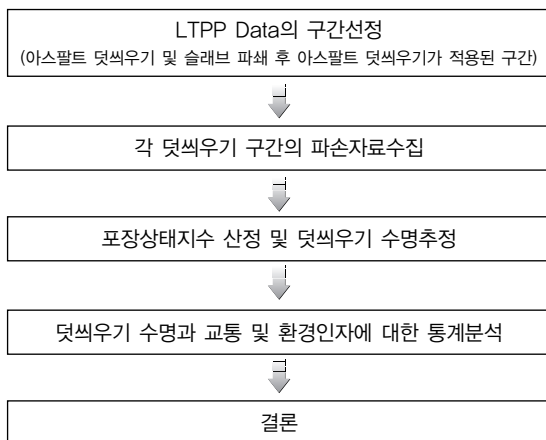 LTPP Data의 구간선정
(아스팔트 덧씌우기 및 슬래브 파쇄 후 아스팔트 덧씌우기가 적용된 구간)
각 덧씌우기 구간의 파손자료수집
포장상태지수 산정 및 덧씌우기 수명추정
덧씌우기 수명과 교통 및 환경인자에 대한 통계분석
결론